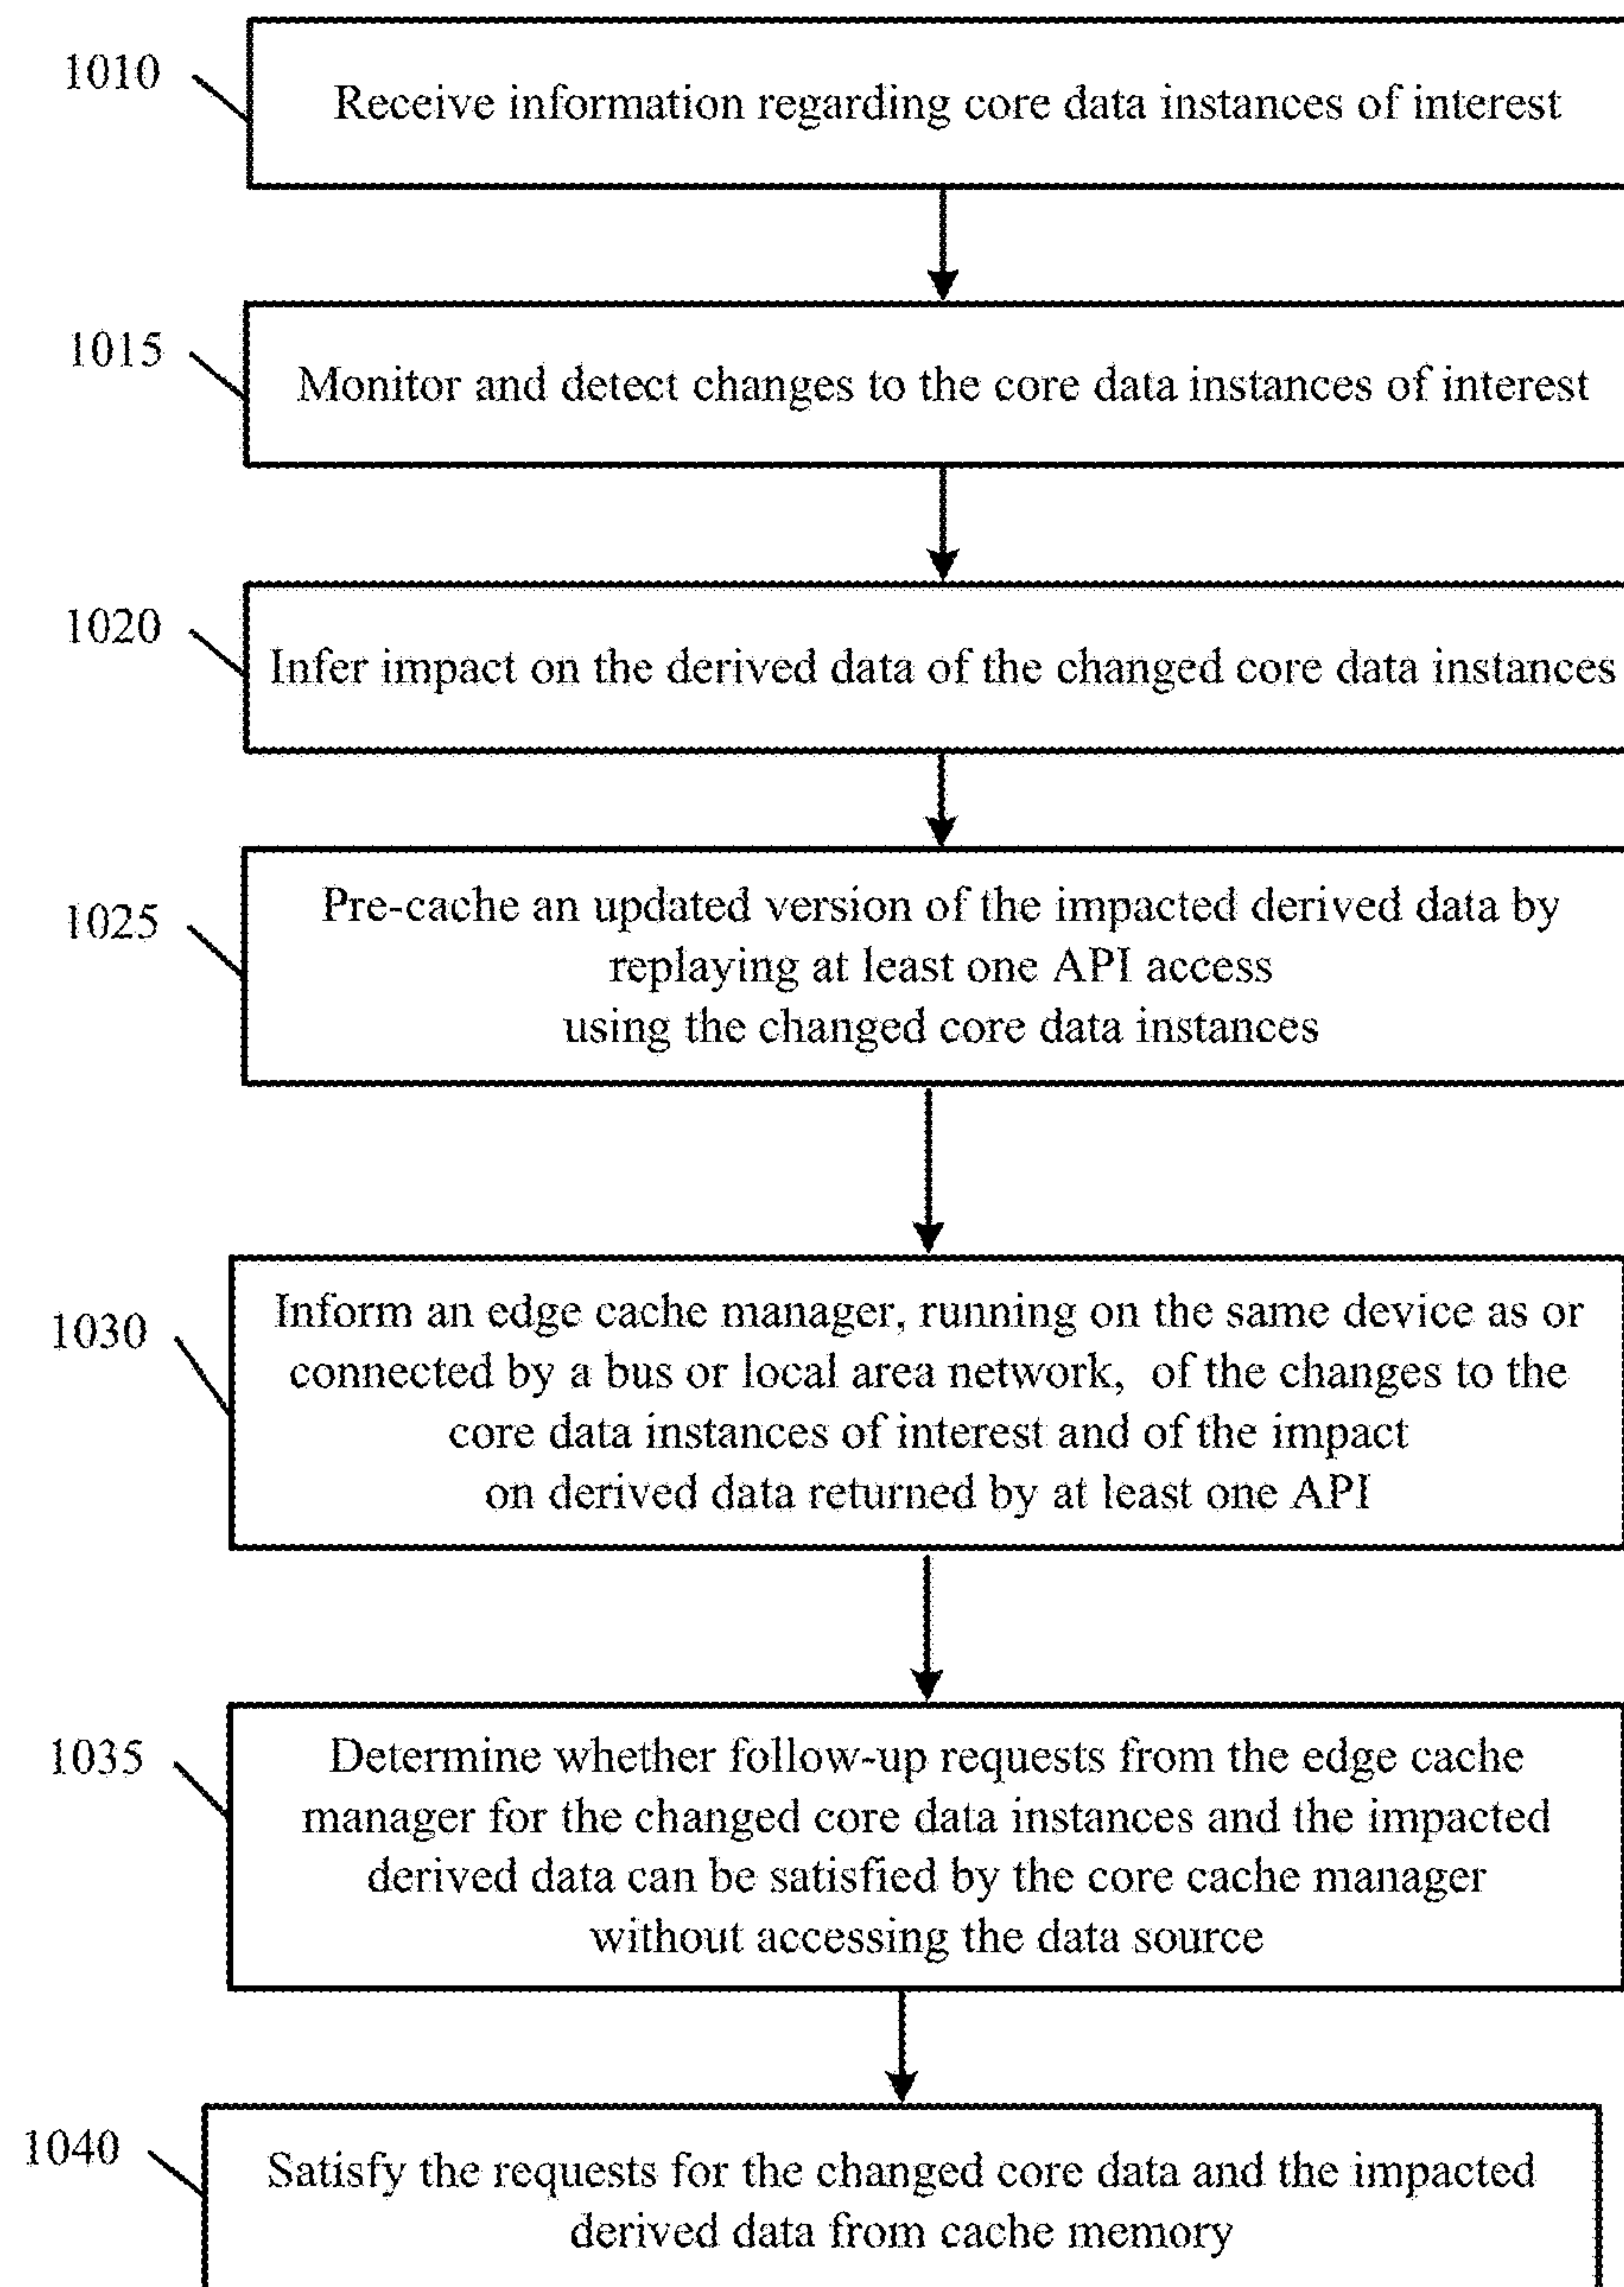 1010
Receive information regarding core data instances of interest
1015
Monitor and detect changes to the core data instances of interest
1020
Infer impact on the derived data of the changed core data instances
1025
Pre-cache an updated version of the impacted derived data by
replaying at least one API access
using the changed core data instances
1030
Inform an edge cache manager, running on the same device as or
connected by a bus or local area network, of the changes to the
core data instances of interest and of the impact
on derived data returned by at least one API
1035
Determine whether follow-up requests from the edge cache
manager for the changed core data instances and the impacted
derived data can be satisfied by the core cache manager
without accessing the data source
1040
Satisfy the requests for the changed core data and the impacted
derived data from cache memory